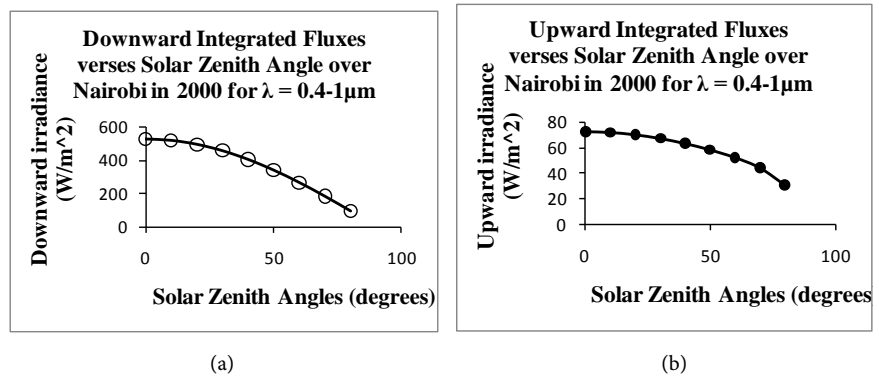 Downward Integrated Fluxes
verses Solar Zenith Angle over
Nairobi in 2000 for λ = 0.4-1μm
Downward irradiance
(W/m^2)
600
400
200
0
0
50
100
Solar Zenith Angles (degrees)
(a)
Upward Integrated Fluxes
verses Solar Zenith Angle over
Nairobi in 2000 for λ = 0.4-1μm
Upward irradiance
(W/m^2)
80
60
40
20
0
0
50
100
Solar Zenith Angles (degrees
(b)